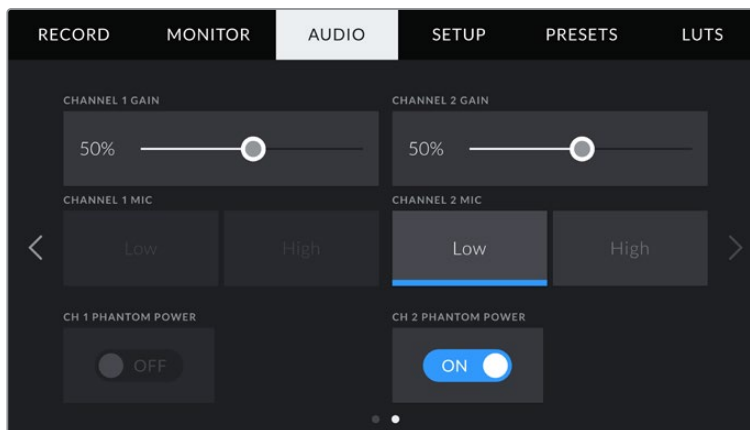 RECORD MONITOR AUDIO SETUP PRESETS LUTS
CHANNEL 1 GAIN CHANNEL 2 GAIN
50% 50%
CHANNEL 1 MIC CHANNEL 2 MIC
Low High Low High
CH 1 PHANTOM POWER CH 2 PHANTOM POWER
OFF ON